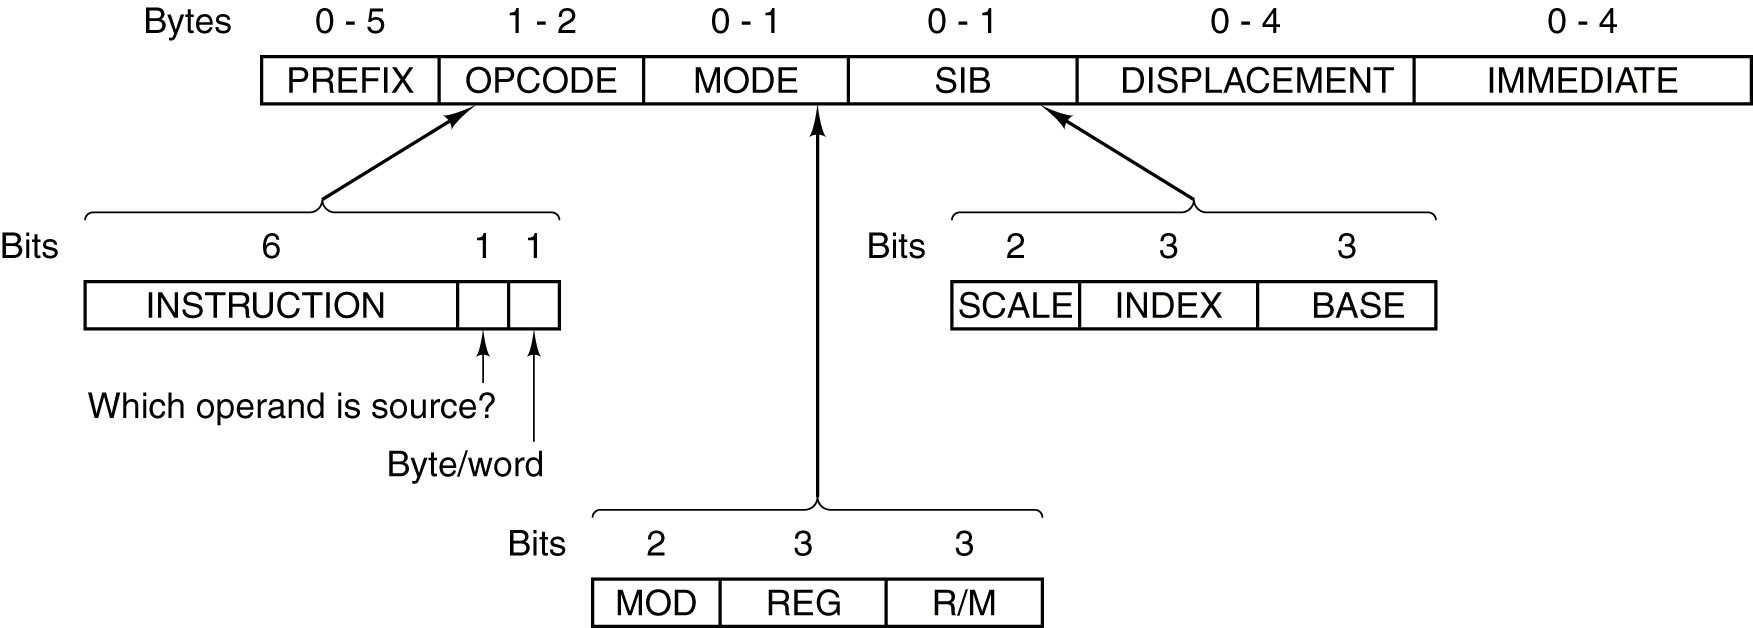 Bytes 0 - 5 1 - 2 0 - 1 0 - 1 0 - 4 0 - 4
PREFIX OPCODE MODE SIB DISPLACEMENT IMMEDIATE
Bits 6 1 1
INSTRUCTION
Which operand is source?
Byte/word
Bits 2 3 3
SCALE INDEX BASE
Bits 2 3 3
MOD REG R/M